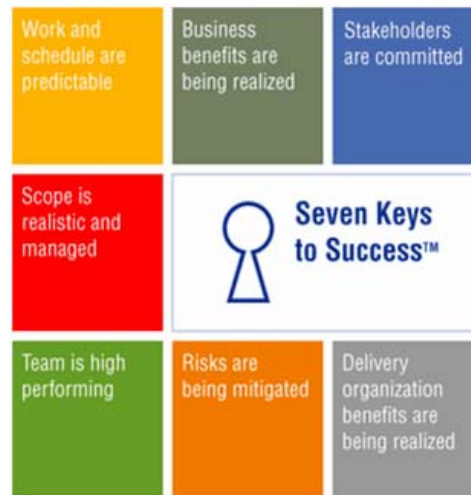 Work and
schedule are
predictable
Business
benefits are
being realized
Stakeholders
are committed
Scope is
realistic and
managed
Seven Keys
to Success™
Team is high
performing
Risks are
being mitigated
Delivery
organization
benefits are
being realized